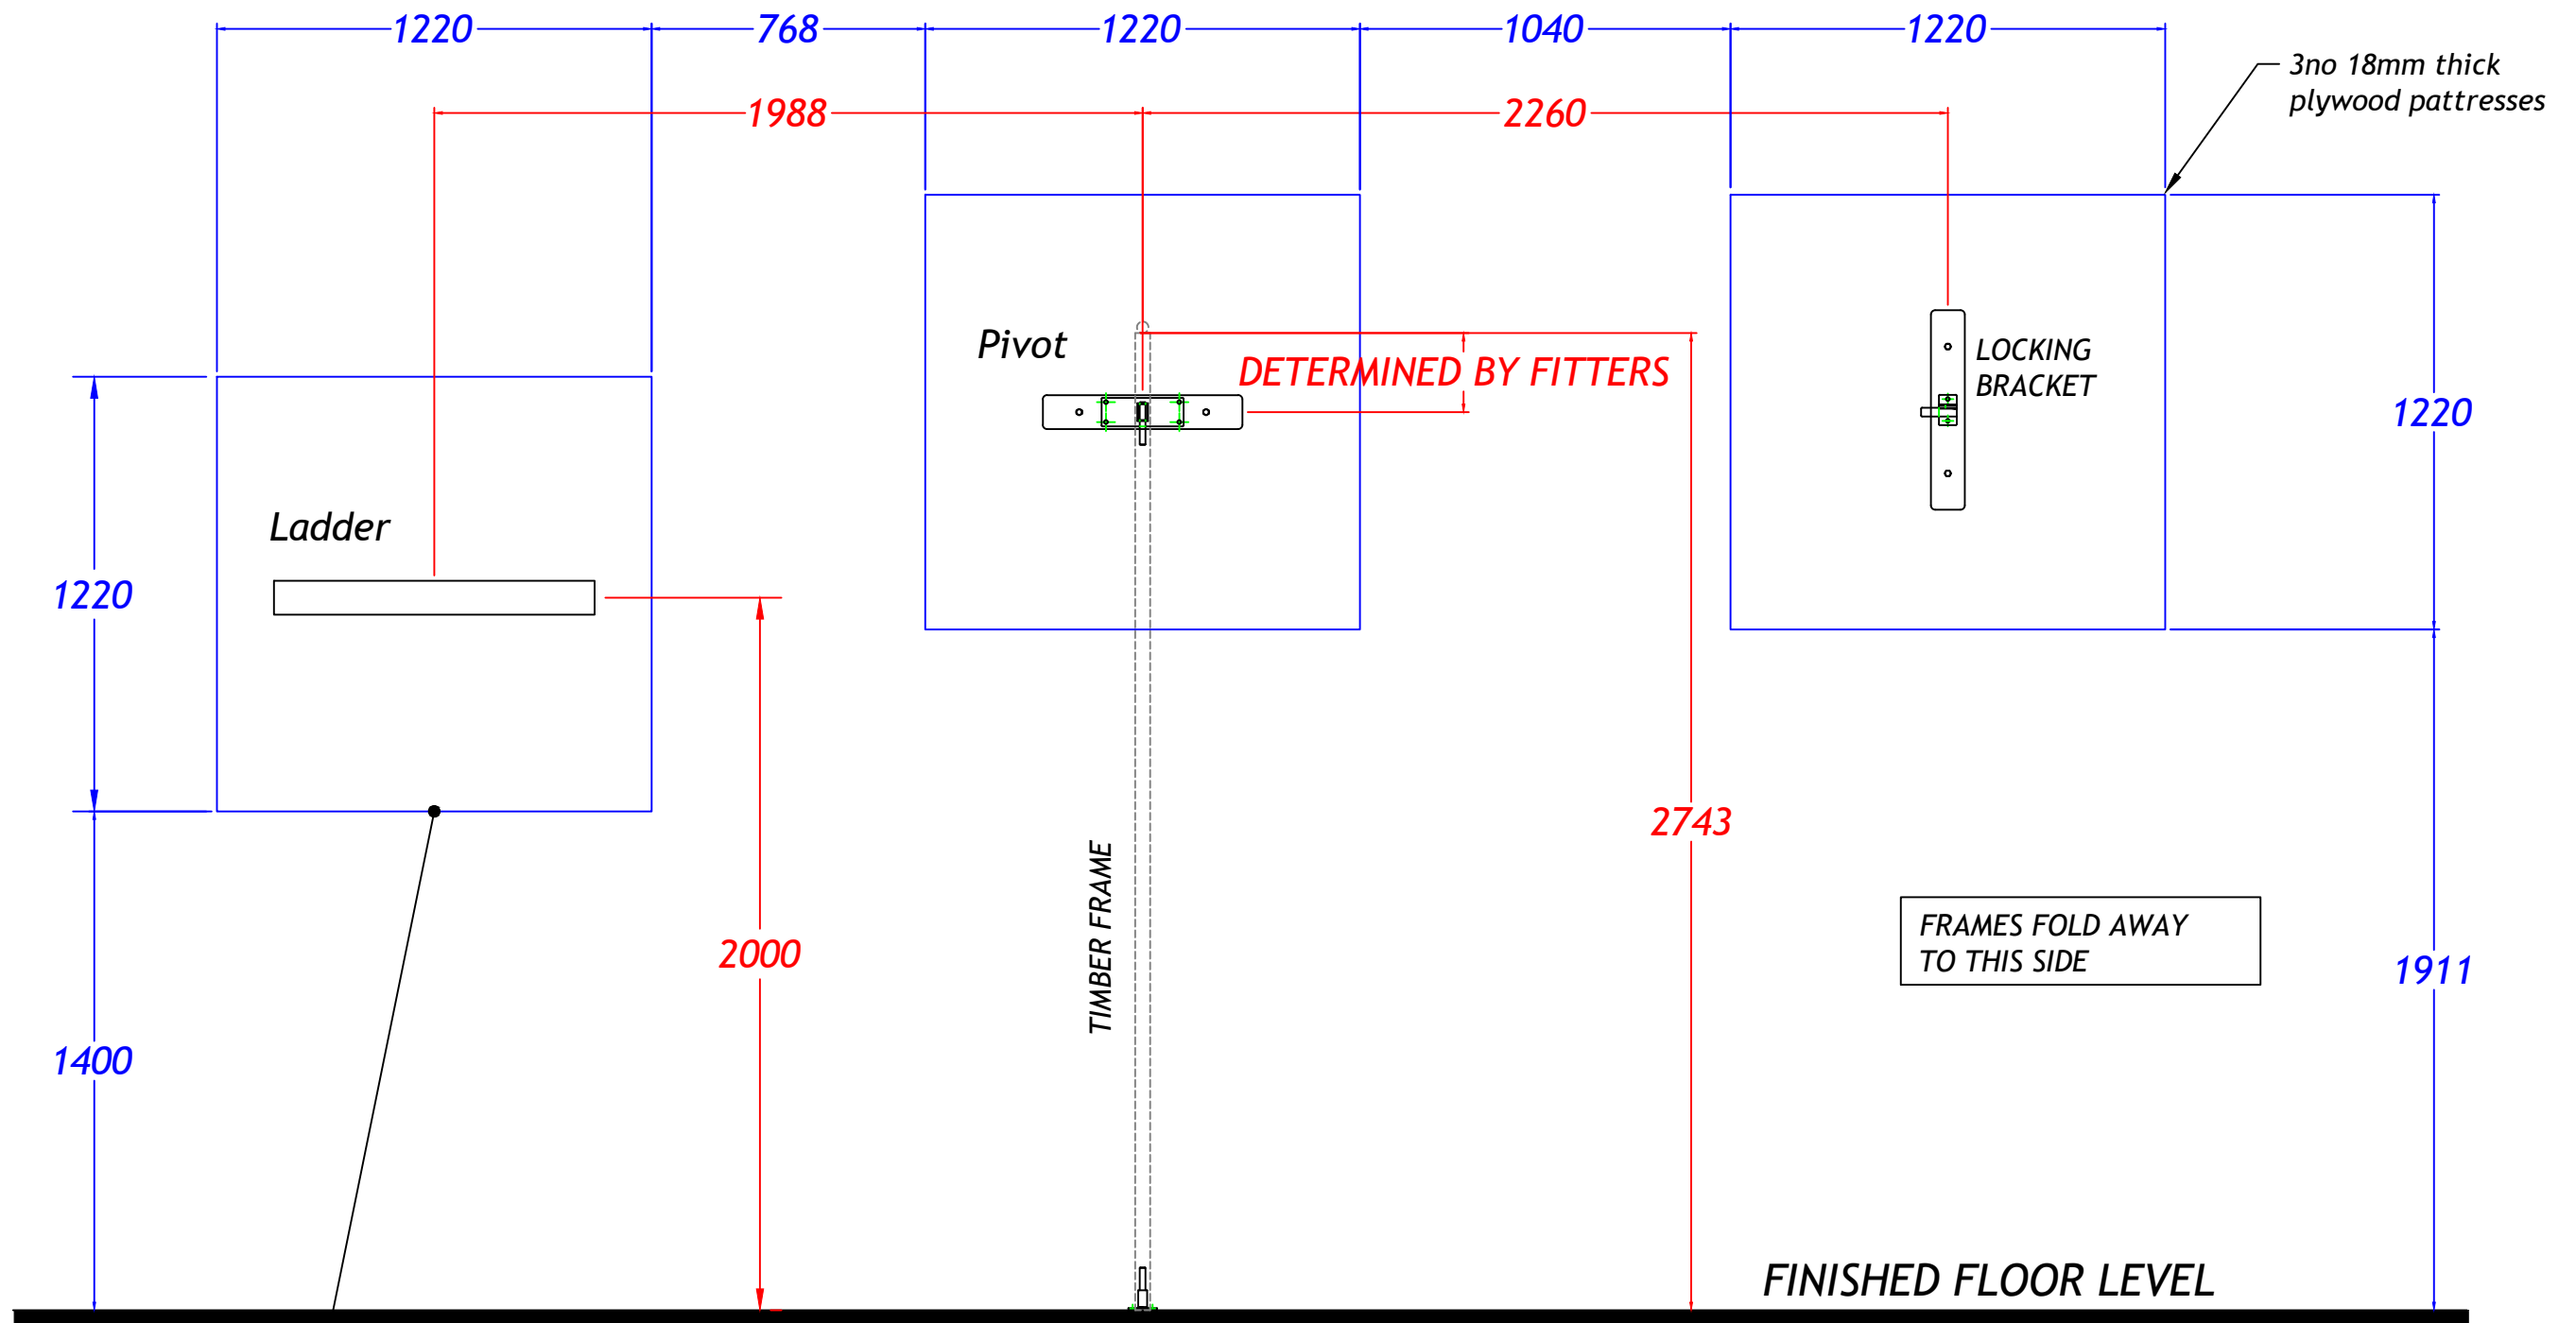 1220
768
1220
1040
1220
3no 18mm thick
plywood pattresses
1988
2260
Pivot
DETERMINED BY FITTERS
LOCKING
BRACKET
1220
Ladder
1220
2743
TIMBER FRAME
2000
FRAMES FOLD AWAY
TO THIS SIDE
1911
1400
FINISHED FLOOR LEVEL